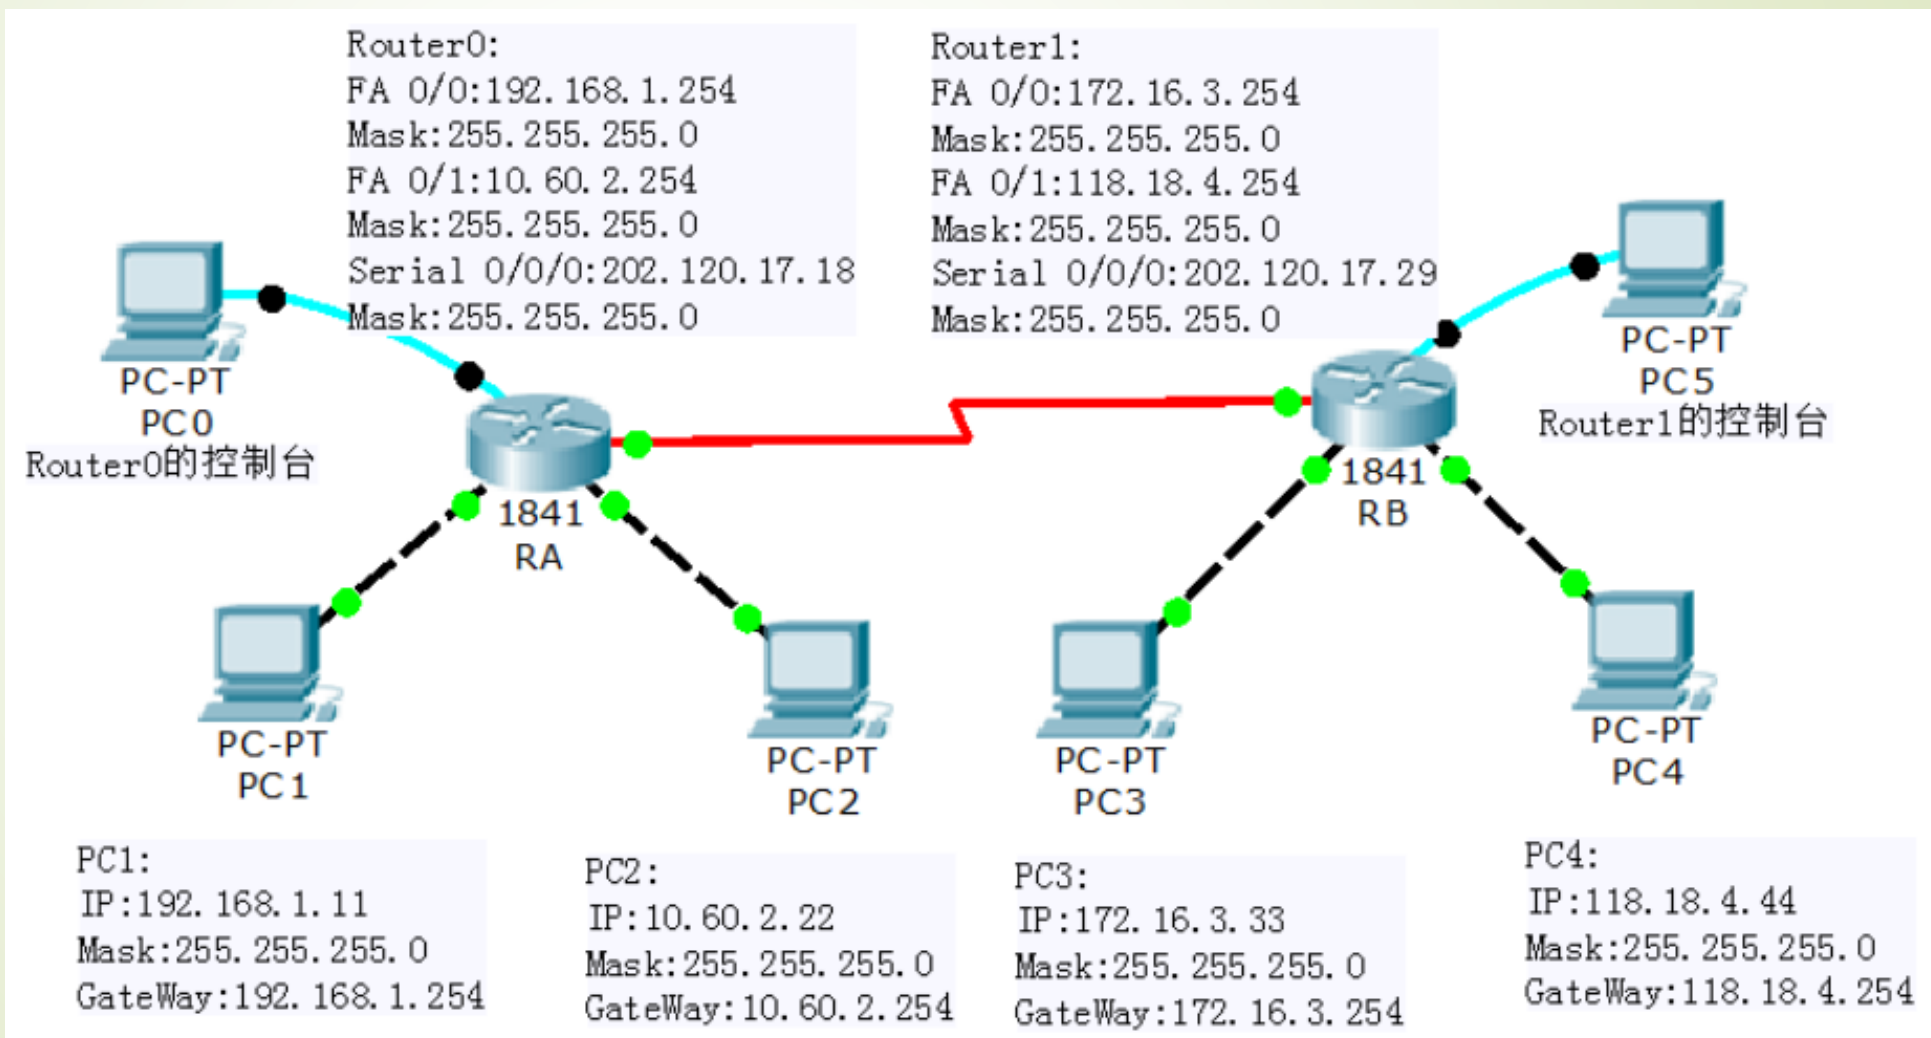 Router0:
FA 0/0:192.168.1.254
Mask:255.255.255.0
FA 0/1:10.60.2.254
Mask:255.255.255.0
Serial 0/0/0:202.120.17.18
Mask:255.255.255.0
Router1:
FA 0/0:172.16.3.254
Mask:255.255.255.0
FA 0/1:118.18.4.254
Mask:255.255.255.0
Serial 0/0/0:202.120.17.29
Mask:255.255.255.0
PC-PT
PC0
Router0的控制台
PC-PT
PC5
Router1的控制台
1841
RA
1841
RB
PC-PT
PC1
PC-PT
PC2
PC-PT
PC3
PC-PT
PC4
PC1:
IP:192.168.1.11
Mask:255.255.255.0
GateWay:192.168.1.254
PC2:
IP:10.60.2.22
Mask:255.255.255.0
GateWay:10.60.2.254
PC3:
IP:172.16.3.33
Mask:255.255.255.0
GateWay:172.16.3.254
PC4:
IP:118.18.4.44
Mask:255.255.255.0
GateWay:118.18.4.254